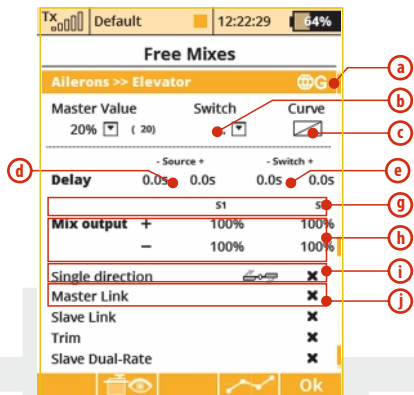 Tx Default 12:22:29 64%
Free Mixes
Ailerons >> Elevator G
a
Master Value Switch Curve
b
20% ( 20)
c
- Source + - Switch +
d
Delay 0.0s 0.0s 0.0s 0.0s
e
S1 S
g
Mix output + 100% 100%
h
− 100% 100%
Single direction
i
Master Link
j
Slave Link
Trim
Slave Dual-Rate
Ok